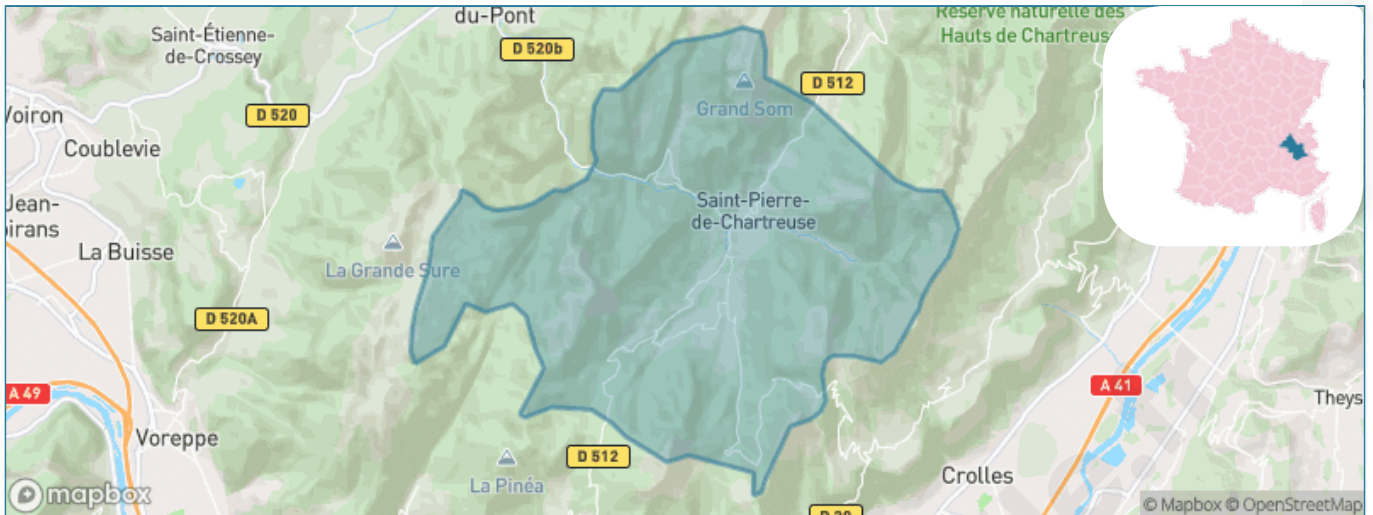 du-Pont
Réserve naturelle des
Hauts de Chartreuse
Saint-Étienne-
de-Crossey
D 520b
D 512
Grand Som
D 520
Voiron
Coublevie
Saint-Pierre-
de-Chartreuse
Jean-
La Buisse
La Grande Sure
D 520A
A 49
A 41
Theys
Voreppe
D 512
La Pinéa
Crolles
mapbox
© Mapbox © OpenStreetMap